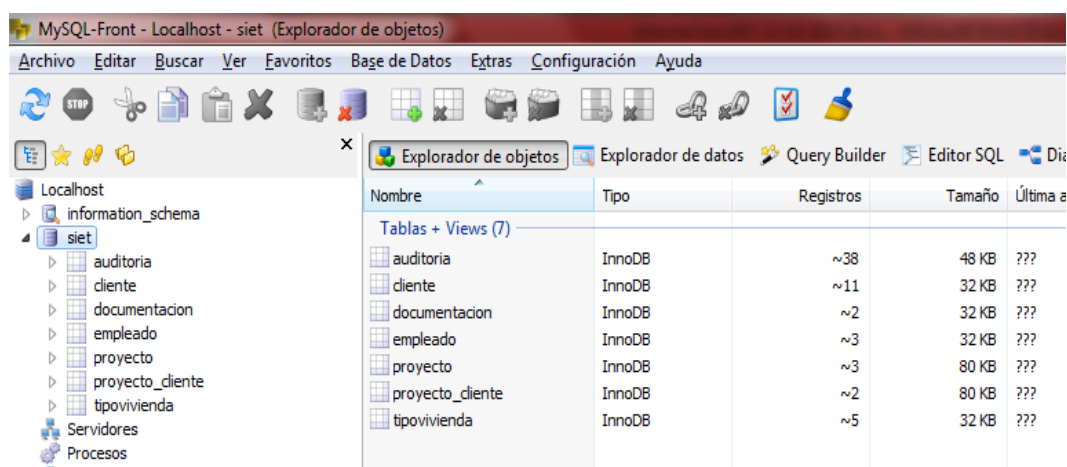 MySQL-Front - Localhost - siet (Explorador de objetos)
Archivo Editar Buscar Ver Favoritos Base de Datos Extras Configuración Ayuda
STOP
x
Explorador de objetos Explorador de datos Query Builder Editor SQL Dia
Localhost
information_schema
siet
auditoria
cliente
documentacion
empleado
proyecto
proyecto_cliente
tipovivienda
Servidores
Procesos
Nombre Tipo Registros Tamaño Última a
Tablas + Views (7)
auditoria InnoDB ~38 48 KB ???
cliente InnoDB ~11 32 KB ???
documentacion InnoDB ~2 32 KB ???
empleado InnoDB ~3 32 KB ???
proyecto InnoDB ~3 80 KB ???
proyecto_cliente InnoDB ~2 80 KB ???
tipovivienda InnoDB ~5 32 KB ???